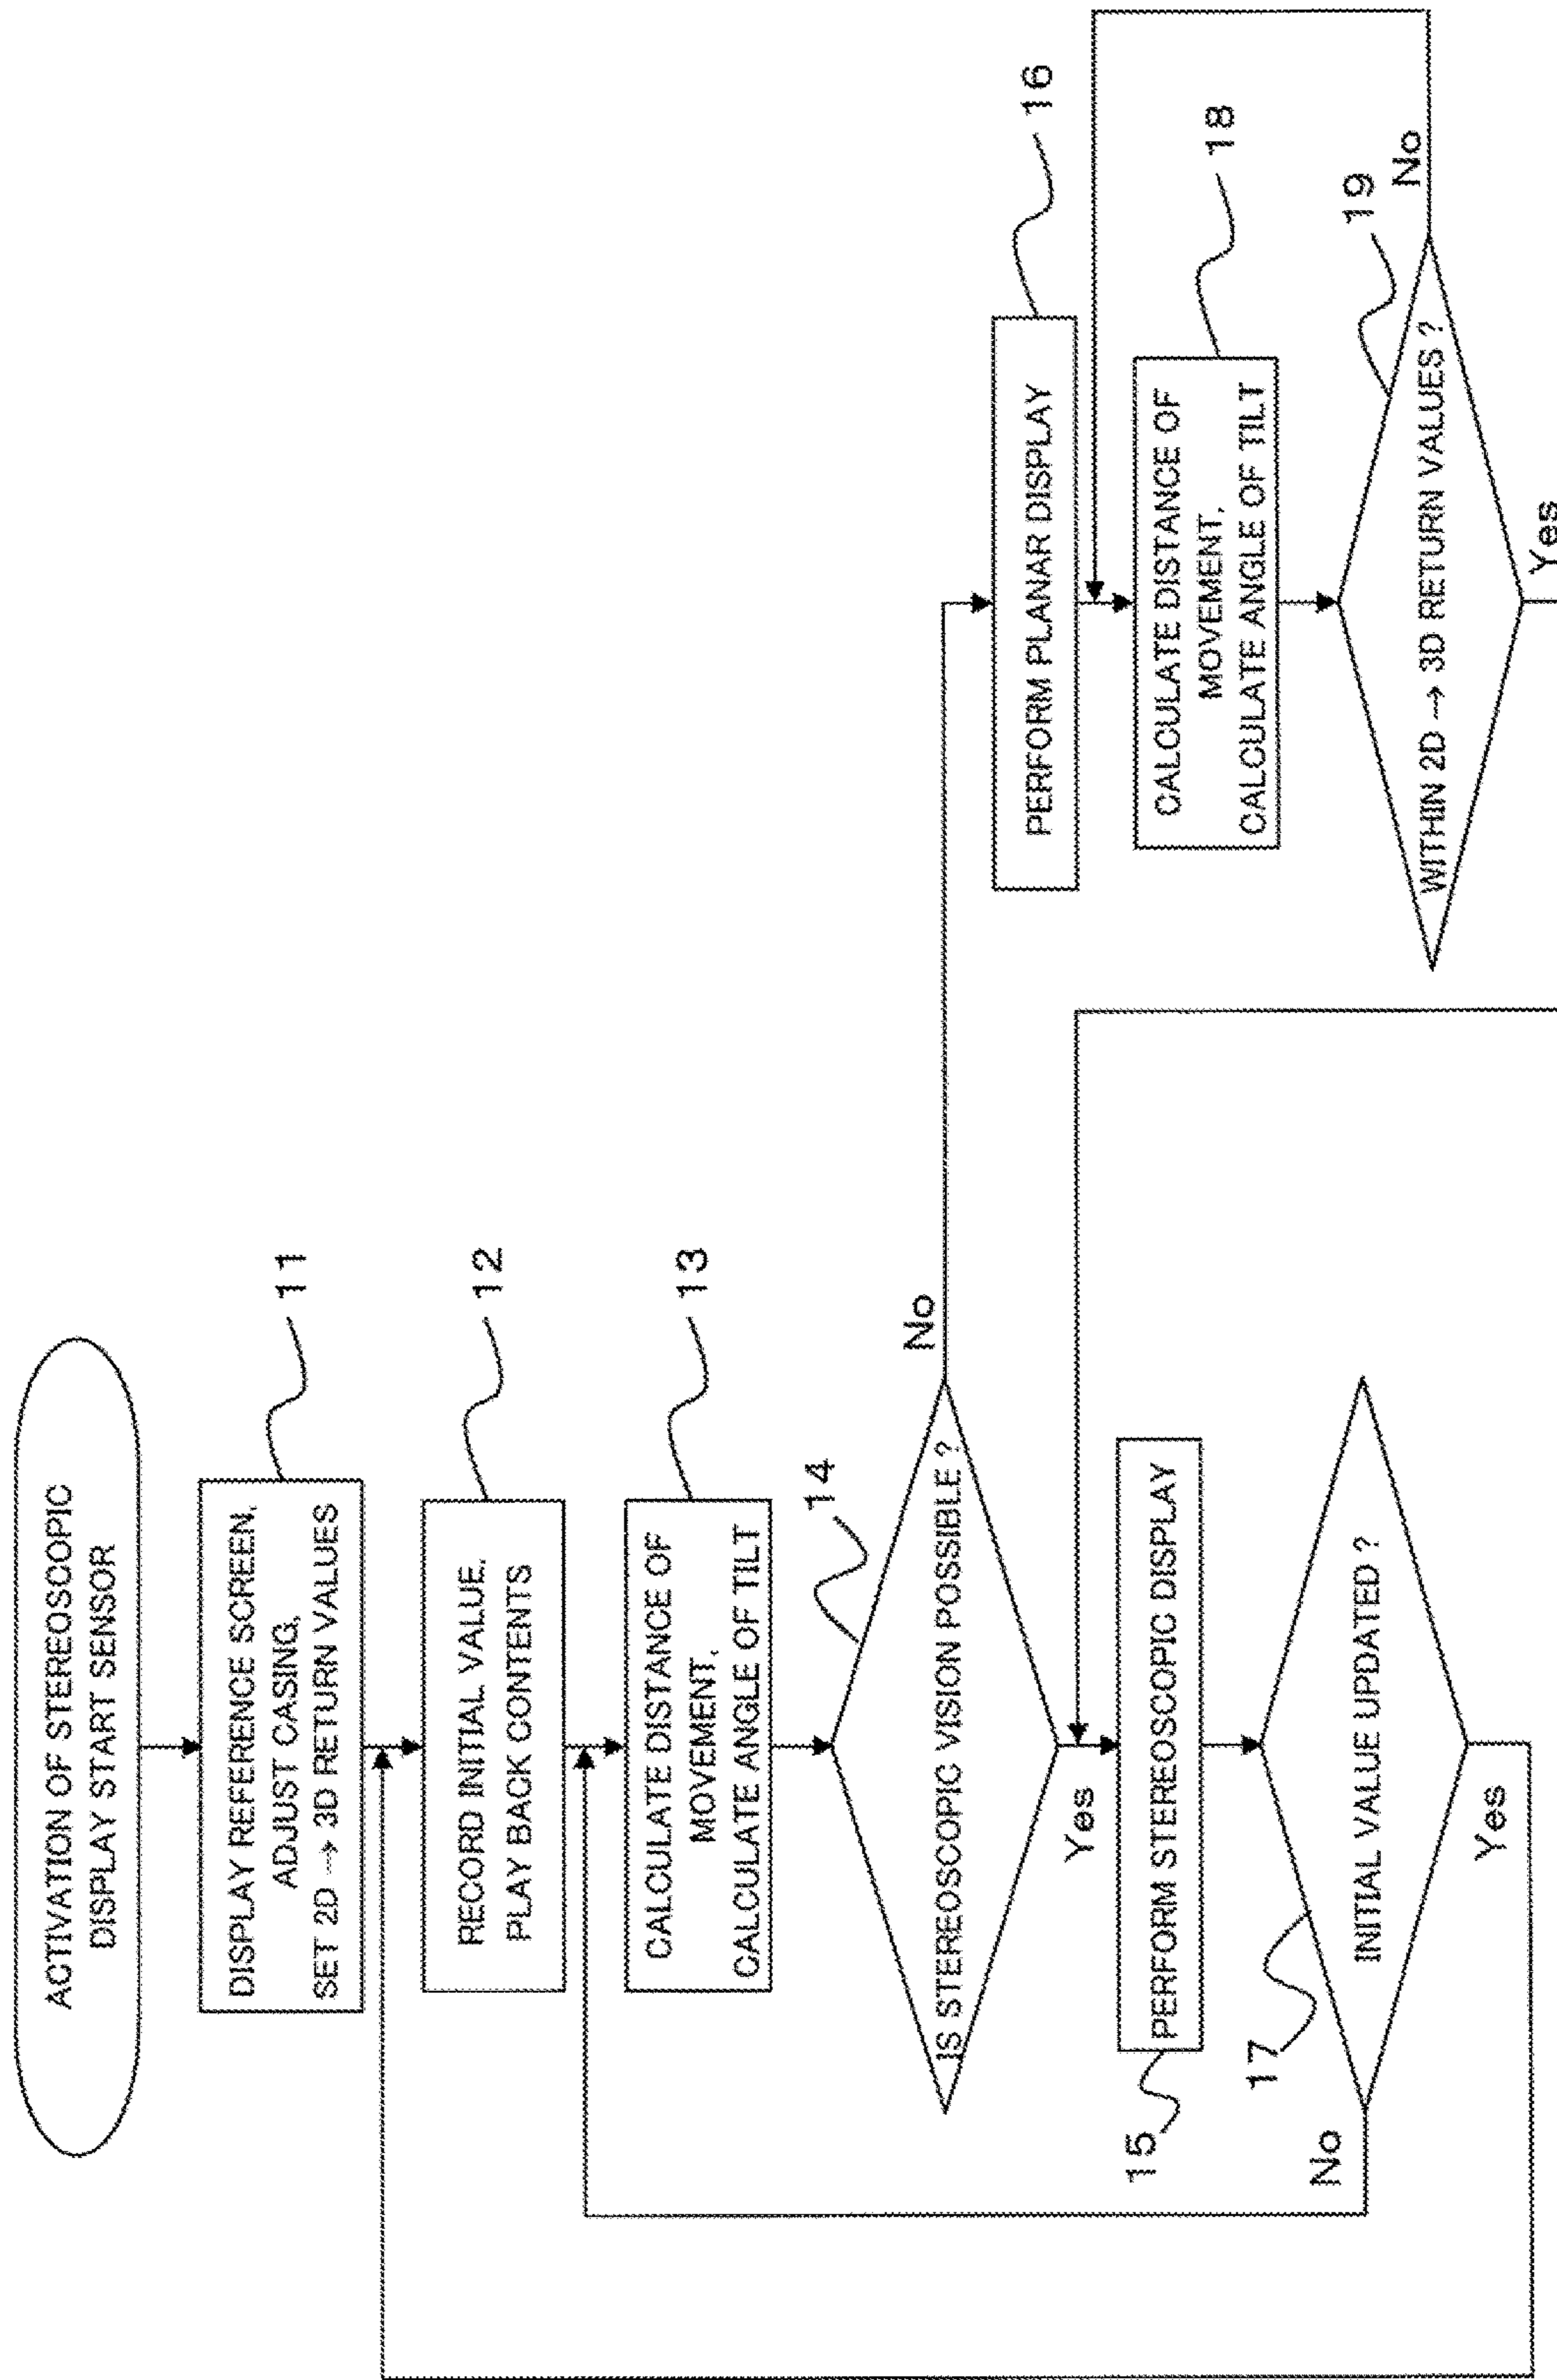 ACTIVATION OF STEREOSCOPIC
DISPLAY START SENSOR
DISPLAY REFERENCE SCREEN,
ADJUST CASING,
SET 2D → 3D RETURN VALUES
11
RECORD INITIAL VALUE,
PLAY BACK CONTENTS
12
CALCULATE DISTANCE OF
MOVEMENT,
CALCULATE ANGLE OF TILT
13
IS STEREOSCOPIC VISION POSSIBLE ?
14
No
Yes
PERFORM STEREOSCOPIC DISPLAY
15
INITIAL VALUE UPDATED ?
17
No
Yes
PERFORM PLANAR DISPLAY
16
CALCULATE DISTANCE OF
MOVEMENT,
CALCULATE ANGLE OF TILT
18
WITHIN 2D → 3D RETURN VALUES ?
19
No
Yes